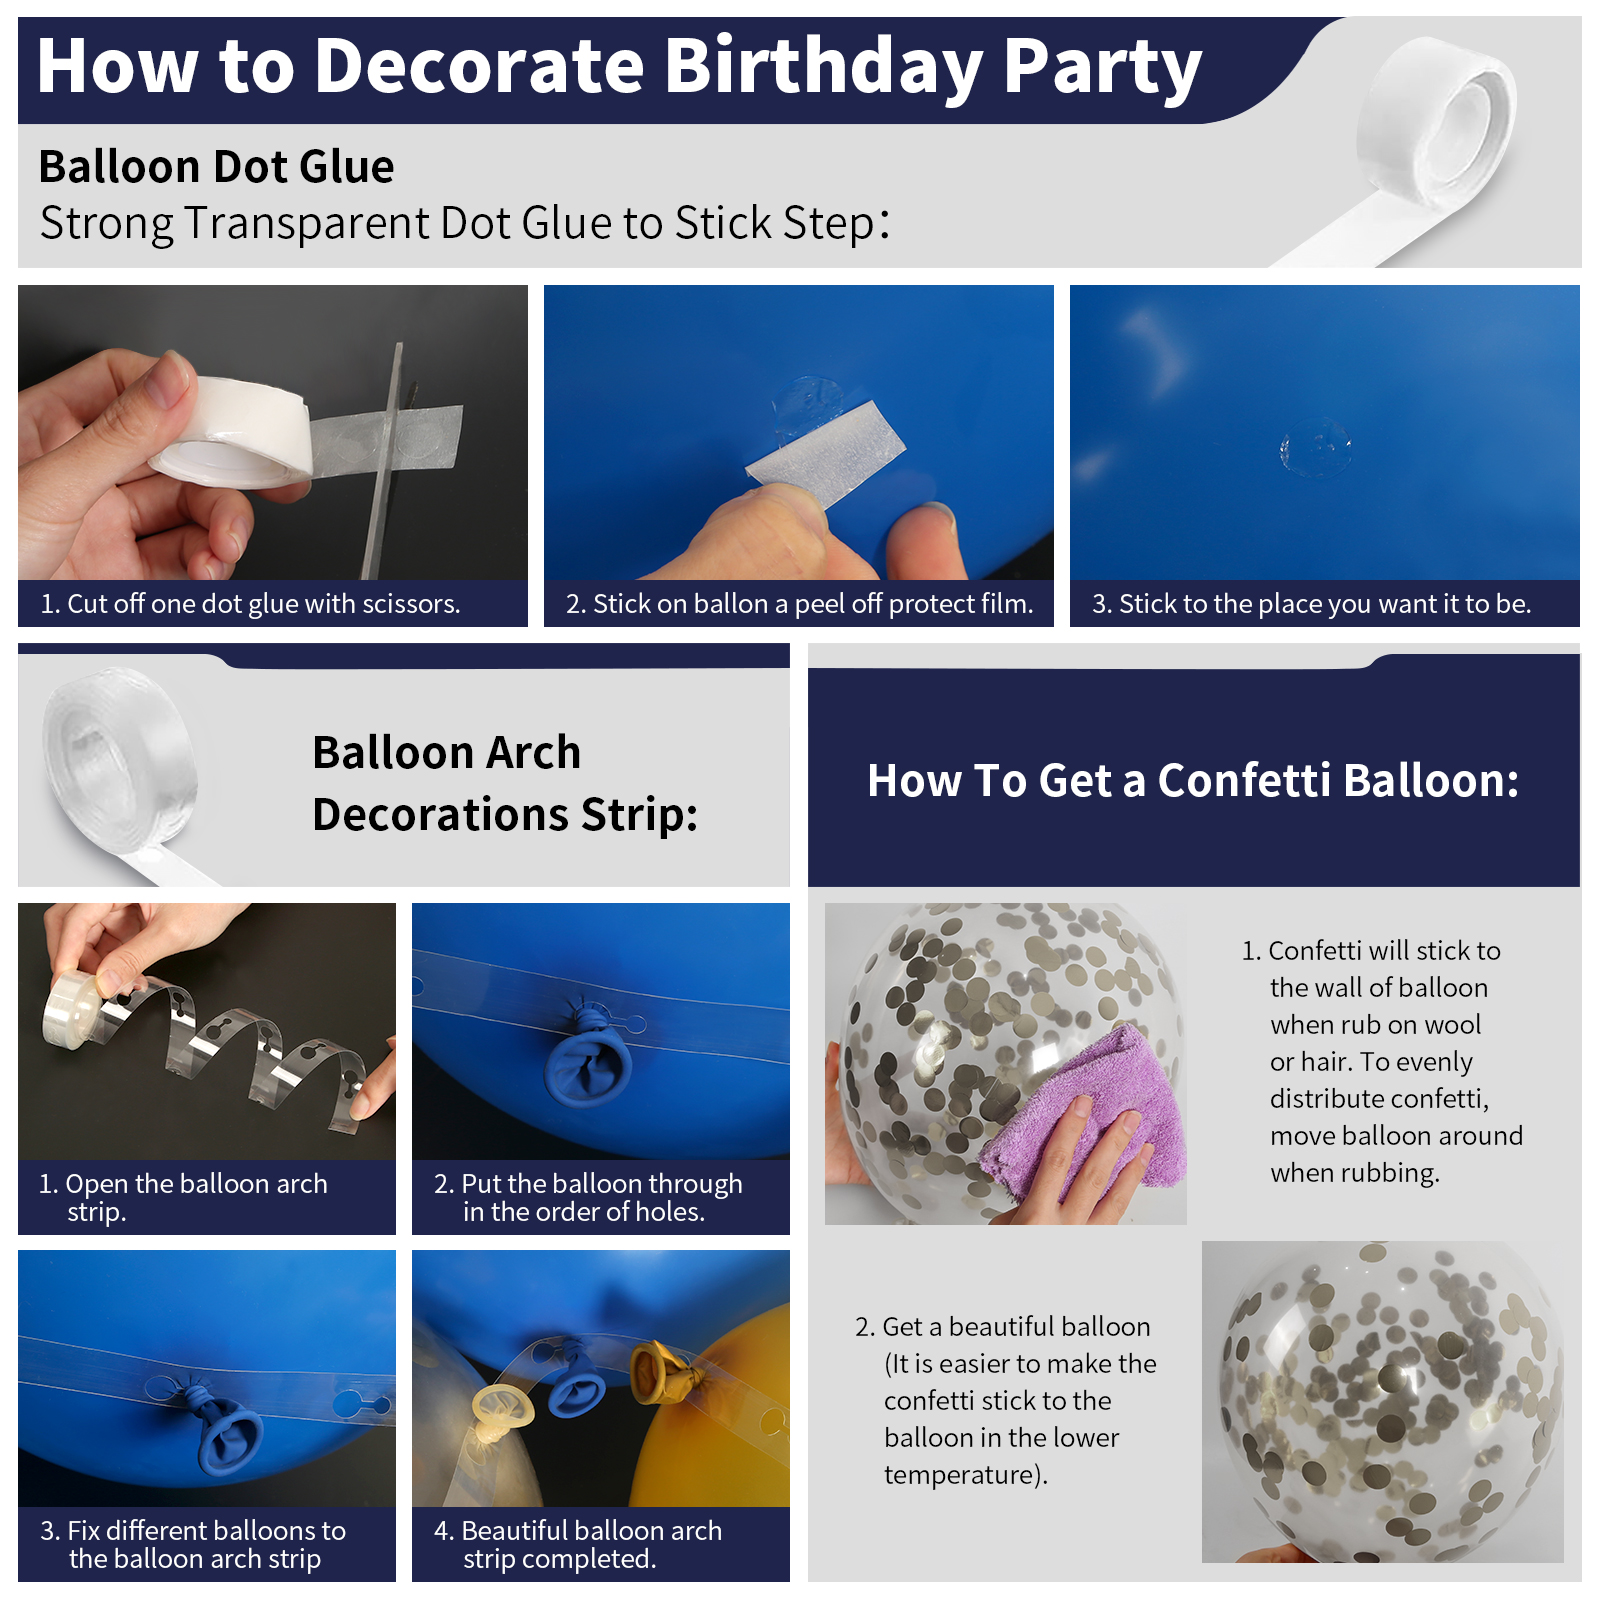 How to Decorate Birthday Party
Balloon Dot Glue
Strong Transparent Dot Glue to Stick Step:
1. Cut off one dot glue with scissors.
2. Stick on ballon a peel off protect film.
3. Stick to the place you want it to be.
Balloon Arch
Decorations Strip:
1. Open the balloon arch
strip.
2. Put the balloon through
in the order of holes.
3. Fix different balloons to
the balloon arch strip
4. Beautiful balloon arch
strip completed.
How To Get a Confetti Balloon:
1. Confetti will stick to
the wall of balloon
when rub on wool
or hair. To evenly
distribute confetti,
move balloon around
when rubbing.
2. Get a beautiful balloon
(It is easier to make the
confetti stick to the
balloon in the lower
temperature).